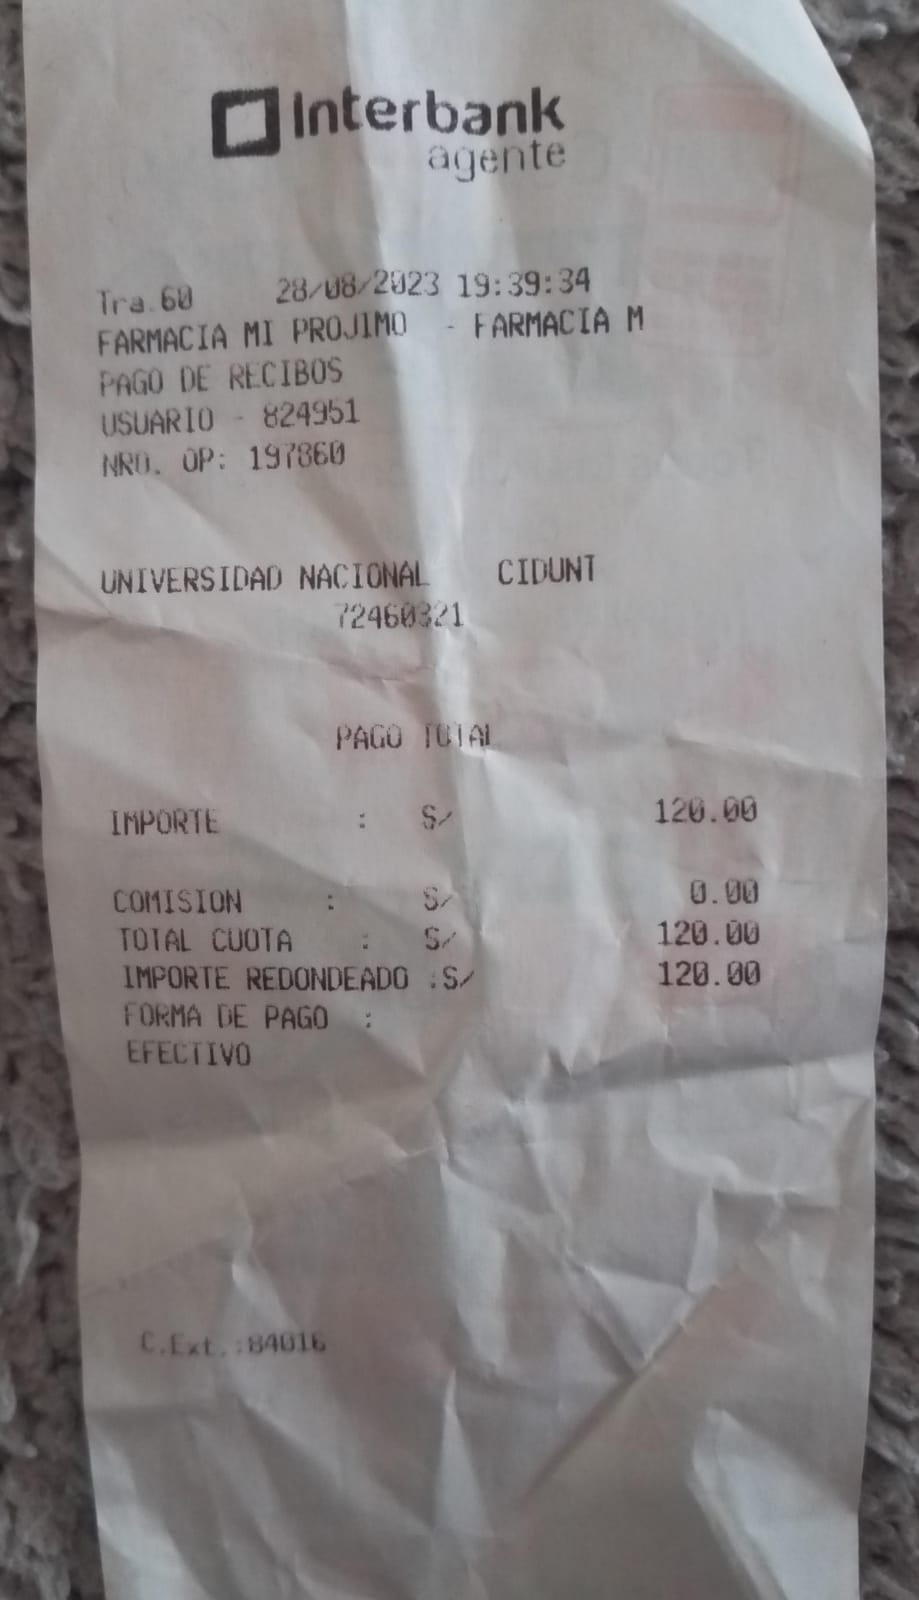 Interbank
agente
Tra.60 28/08/2023 19:39:34
FARMACIA MI PROJIMO - FARMACIA M
PAGO DE RECIBOS
USUARIO - 824951
NRO. OP: 197860
UNIVERSIDAD NACIONAL CIDUNT
72460321
PAGO TOTAL
IMPORTE : S/ 120.00
COMISION : S/ 0.00
TOTAL CUOTA : S/ 120.00
IMPORTE REDONDEADO :S/ 120.00
FORMA DE PAGO :
EFECTIVO
C.Ext.:84016